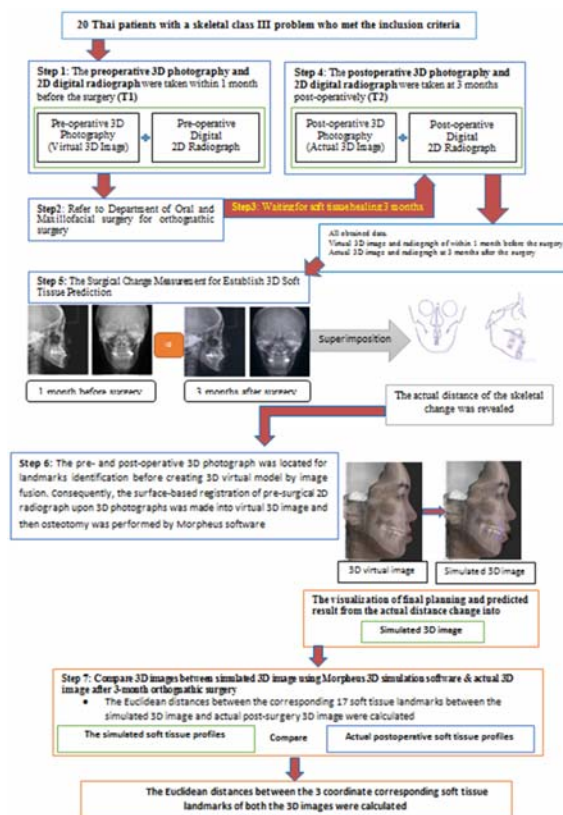 20 Thai patients with a skeletal class III problem who met the inclusion criteria
Step 1: The preoperative 3D photography and
2D digital radiograph were taken within 1 month
before the surgery (T1)
Pre-operative 3D
Photography
(Virtual 3D Image)
Pre-operative
Digital
2D Radiograph
Step 4: The postoperative 3D photography and
2D digital radiograph were taken at 3 months
post-operatively (T2)
Post-operative 3D
Photography
(Actual 3D Image)
Post-operative
Digital
2D Radiograph
Step2: Refer to Department of Oral and
Maxillofacial surgery for orthognathic
surgery
Step3: Waiting for soft tissue healing 3 months
All obtained data
Virtual 3D image and radiograph of within 1 month before the surgery
Actual 3D image and radiograph at 3 months after the surgery
Step 5: The Surgical Change Measurement for Establish 3D Soft
Tissue Prediction
Superimposition
1 month before surgery
3 months after surgery
The actual distance of the skeletal
change was revealed
Step 6: The pre- and post-operative 3D photograph was located for
landmarks identification before creating 3D virtual model by image
fusion. Consequently, the surface-based registration of pre-surgical 2D
radiograph upon 3D photographs was made into virtual 3D image and
then osteotomy was performed by Morpheus software
3D virtual image
Simulated 3D image
The visualization of final planning and predicted
result from the actual distance change into
Simulated 3D image
Step 7: Compare 3D images between simulated 3D image using Morpheus 3D simulation software & actual 3D
image after 3-month orthognathic surgery
• The Euclidean distances between the corresponding 17 soft tissue landmarks between the
simulated 3D image and actual post-surgery 3D image were calculated
The simulated soft tissue profiles
Compare
Actual postoperative soft tissue profiles
The Euclidean distances between the 3 coordinate corresponding soft tissue
landmarks of both the 3D images were calculated